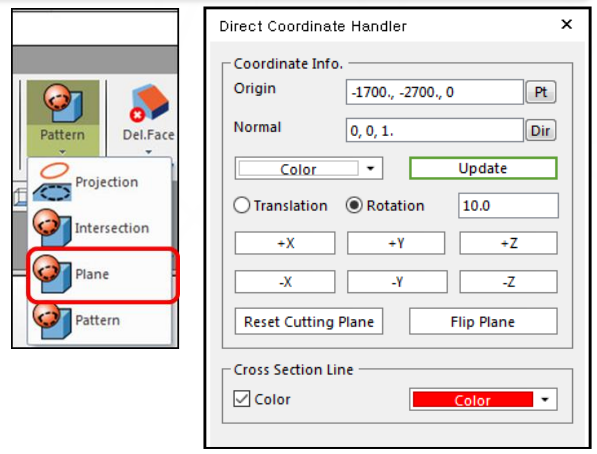 Pattern
Del.Face
Projection
Intersection
Plane
Pattern
Direct Coordinate Handler ×
Coordinate Info.
Origin -1700., -2700., 0 Pt
Normal 0, 0, 1. Dir
Color Update
Translation Rotation 10.0
+X +Y +Z
-X -Y -Z
Reset Cutting Plane Flip Plane
Cross Section Line
Color Color